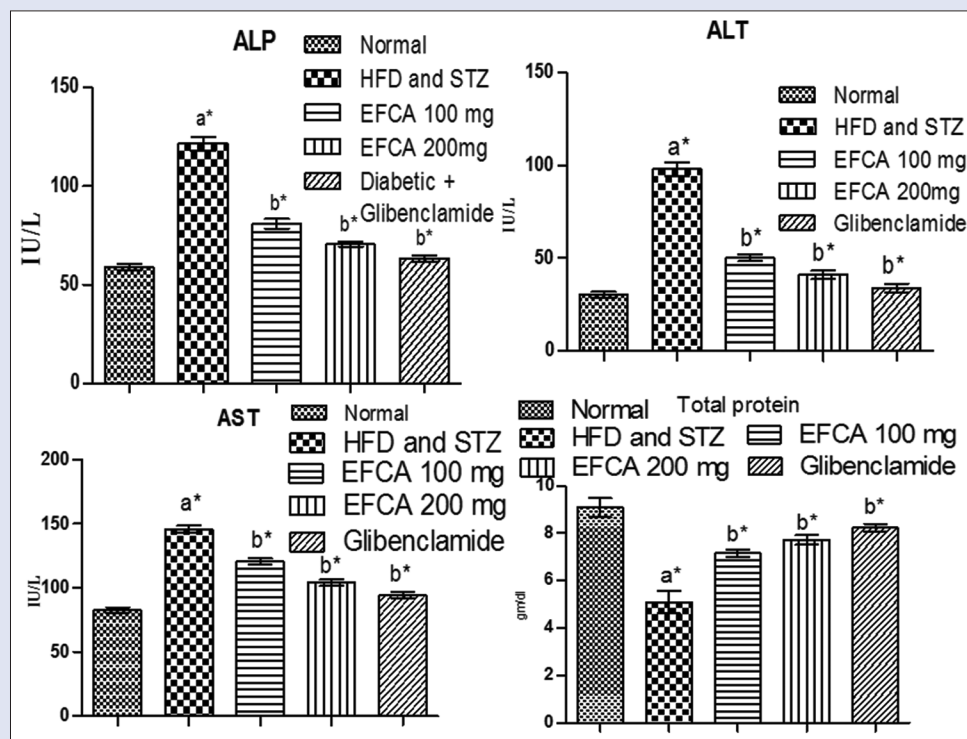 ALP
Normal
HFD and STZ
EFCA 100 mg
EFCA 200mg
Diabetic +
Glibenclamide
150
100
50
0
IU/L
a*
b*
b*
b*
ALT
Normal
HFD and STZ
EFCA 100 mg
EFCA 200mg
Glibenclamide
150
100
50
0
IU/L
a*
b*
b*
b*
AST
Normal
HFD and STZ
EFCA 100 mg
EFCA 200 mg
Glibenclamide
200
150
100
50
0
IU/L
a*
b*
b*
b*
Total protein
Normal
HFD and STZ
EFCA 100 mg
EFCA 200 mg
Glibenclamide
10
8
6
4
2
0
gm/dl
a*
b*
b*
b*